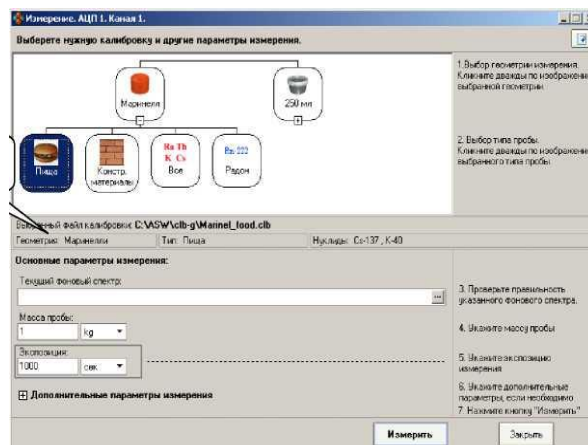 Измерение. АЦП 1. Канал 1.
Выберете нужную калибровку и другие параметры измерения.
Маринелл
250 мл
Пища
Констр. материалы
Ra Th
K Cs
Все
Rn-222
Радон
1.Выбор геометрии измерения.
Кликните дважды по изображени
выбранной геометрии
2. Выбор типа пробы.
Кликните дважды по изображени
выбранного типа пробы
Выбранный файл калибровки: C:\ASW\clb-g\Marinel_food.clb
Геометрия: Маринелли
Тип: Пища
Нуклиды: Cs-137 , K-40
Основные параметры измерения:
Текущий фоновый спектр:
...
Масса пробы:
1
kg
Экспозиция:
1000
сек
Дополнительные параметры измерения
3. Проверьте правильность
указанного фонового спектра.
4. Укажите массу пробы
5. Укажите экспозицию
измерения
6. Укажите дополнительные
параметры, если необходимо
7. Нажмите кнопку "Измерить"
Измерить
Закрыть